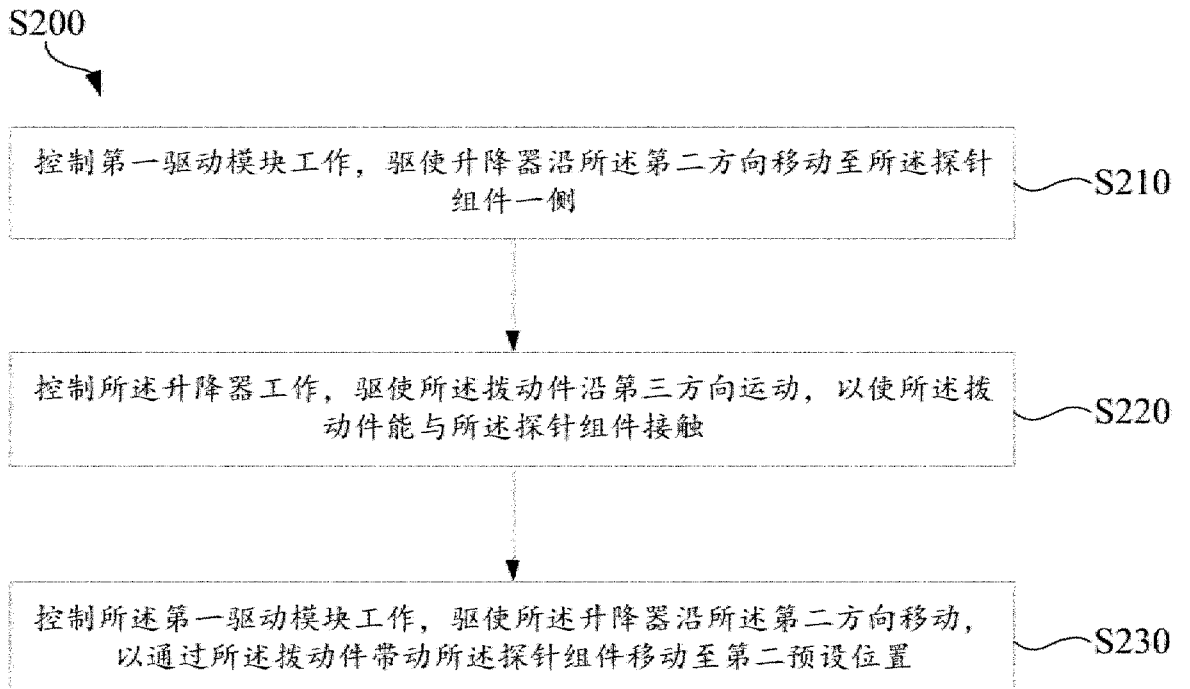 S200
控制第一驱动模块工作，驱使升降器沿所述第二方向移动至所述探针
组件一侧
S210
控制所述升降器工作，驱使所述拨动件沿第三方向运动，以使所述拨
动件能与所述探针组件接触
S220
控制所述第一驱动模块工作，驱使所述升降器沿所述第二方向移动，
以通过所述拨动件带动所述探针组件移动至第二预设位置
S230